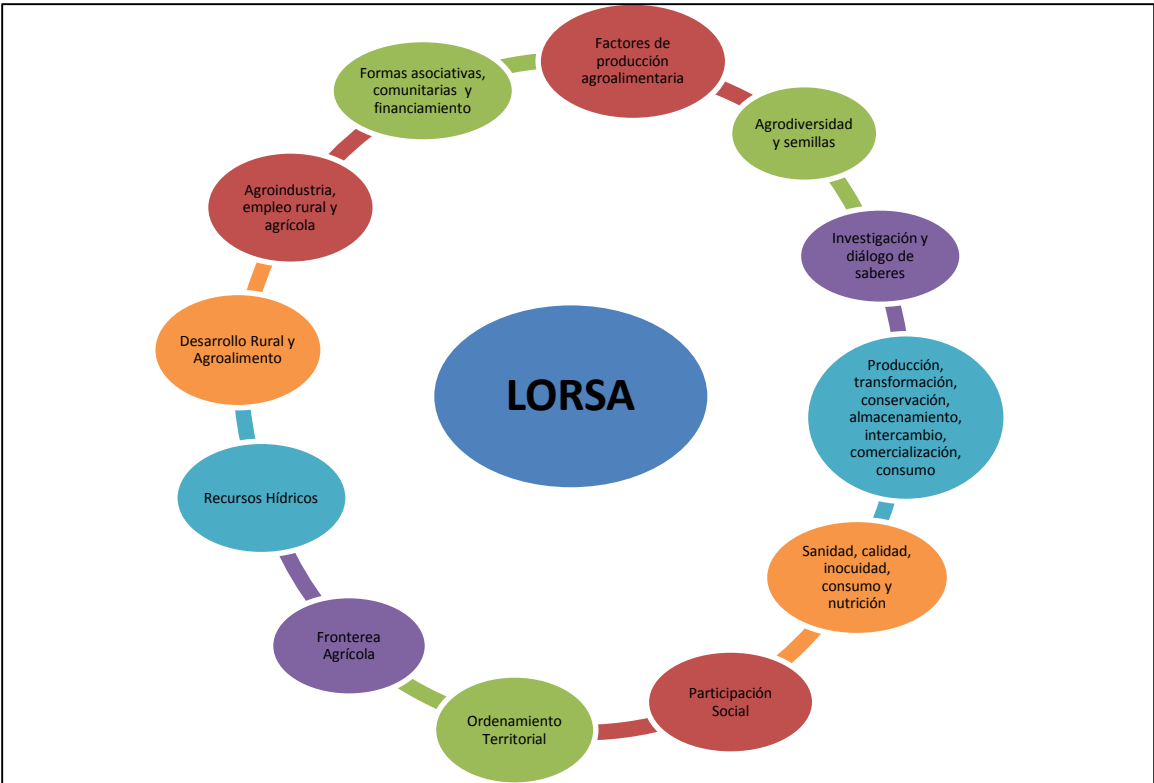 Factores de
producción
agroalimentaria
Agrodiversidad
y semillas
Investigación y
diálogo de
saberes
Producción,
transformación,
conservación,
almacenamiento,
intercambio,
comercialización,
consumo
Sanidad, calidad,
inocuidad,
consumo y
nutrición
Participación
Social
Ordenamiento
Territorial
Fronterea
Agrícola
Recursos Hídricos
Desarrollo Rural y
Agroalimento
Agroindustria,
empleo rural y
agrícola
Formas asociativas,
comunitarias y
financiamiento
LORSA